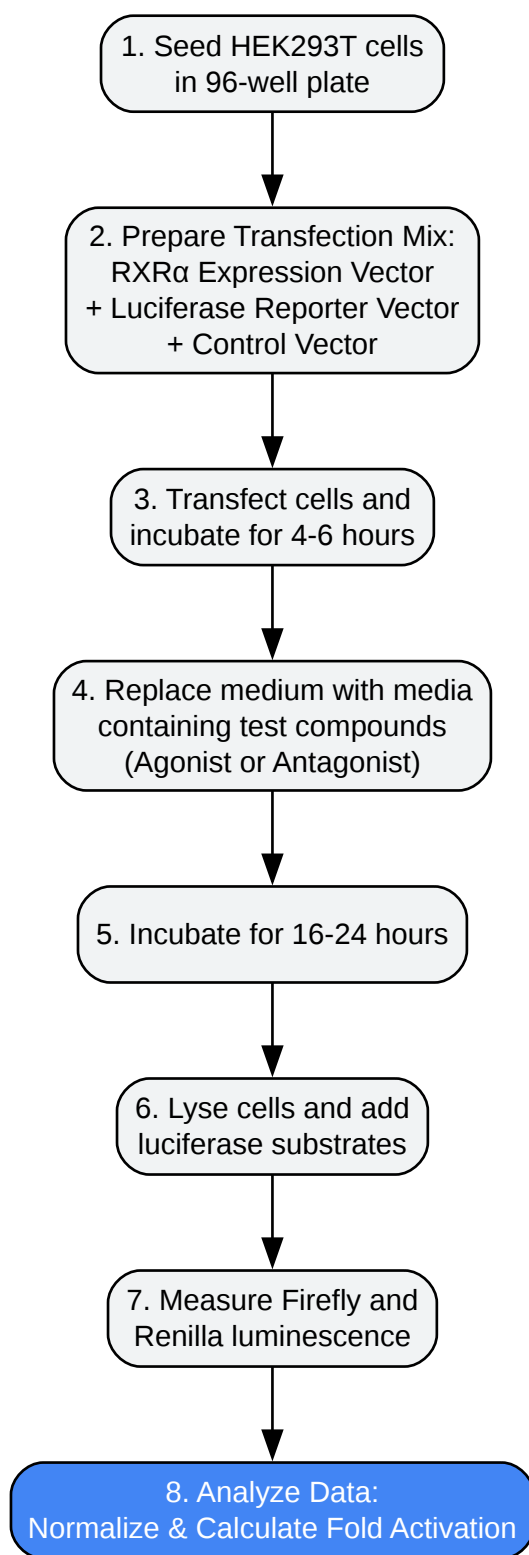 1. Seed HEK293T cells
in 96-well plate
2. Prepare Transfection Mix:
RXRα Expression Vector
+ Luciferase Reporter Vector
+ Control Vector
3. Transfect cells and
incubate for 4-6 hours
4. Replace medium with media
containing test compounds
(Agonist or Antagonist)
5. Incubate for 16-24 hours
6. Lyse cells and add
luciferase substrates
7. Measure Firefly and
Renilla luminescence
8. Analyze Data:
Normalize & Calculate Fold Activation